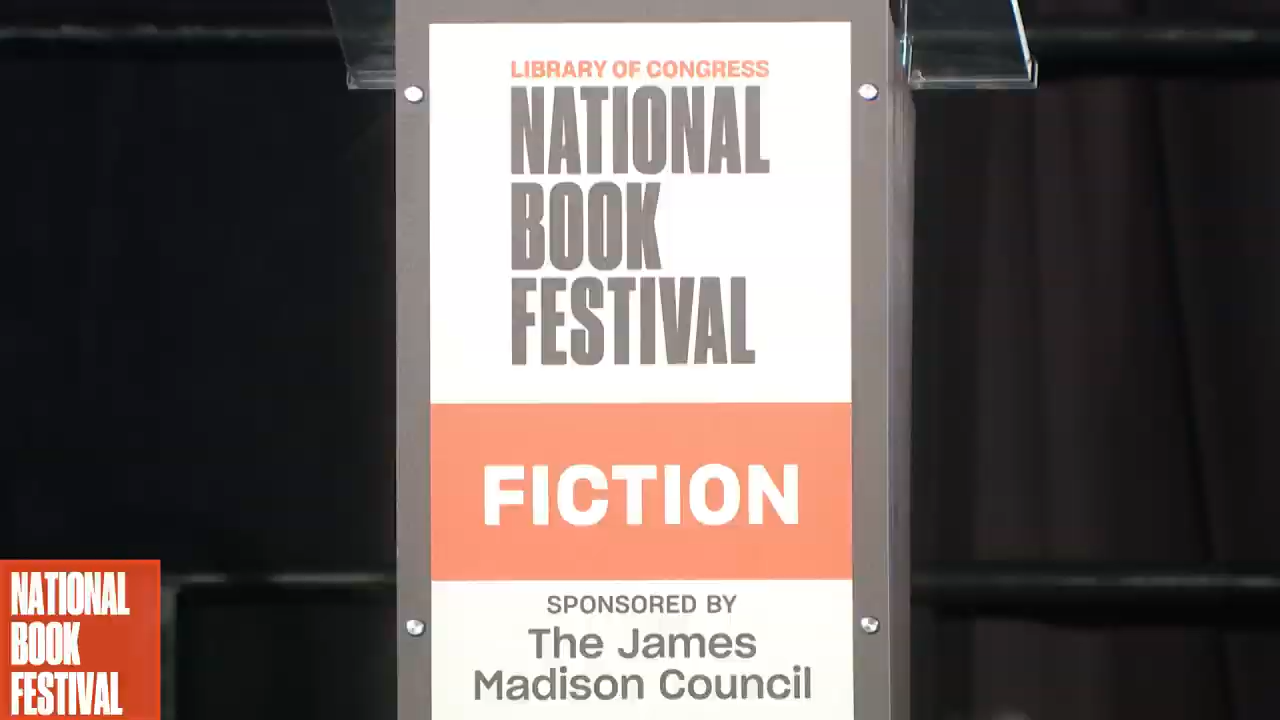 LIBRARY OF CONGRESS
NATIONAL
BOOK
FESTIVAL
FICTION
SPONSORED BY
The James
Madison Council
NATIONAL
BOOK
FESTIVAL